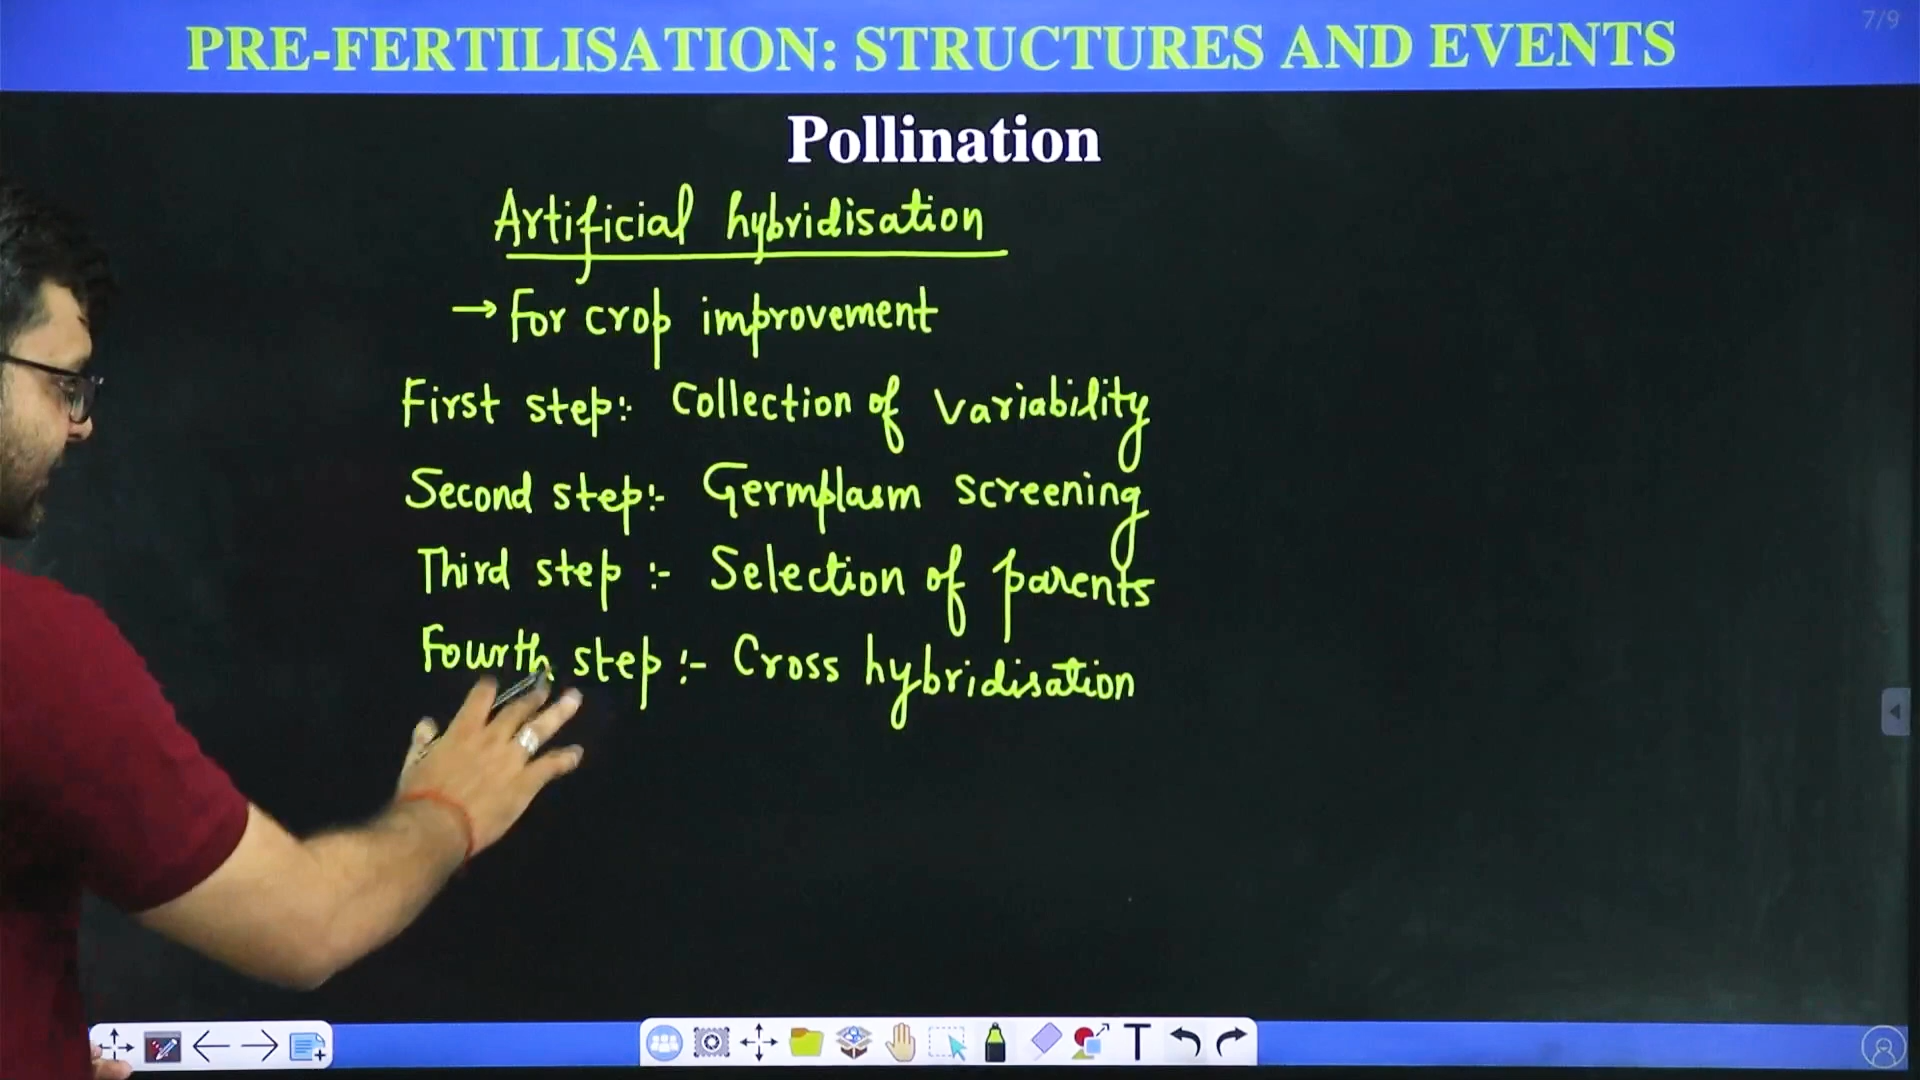 PRE-FERTILISATION: STRUCTURES AND EVENTS
7/9
Pollination
Artificial hybridisation
→ For crop improvement
First step:- Collection of variability
Second step:- Germplasm screening
Third step :- Selection of parents
Fourth step :- Cross hybridisation
T